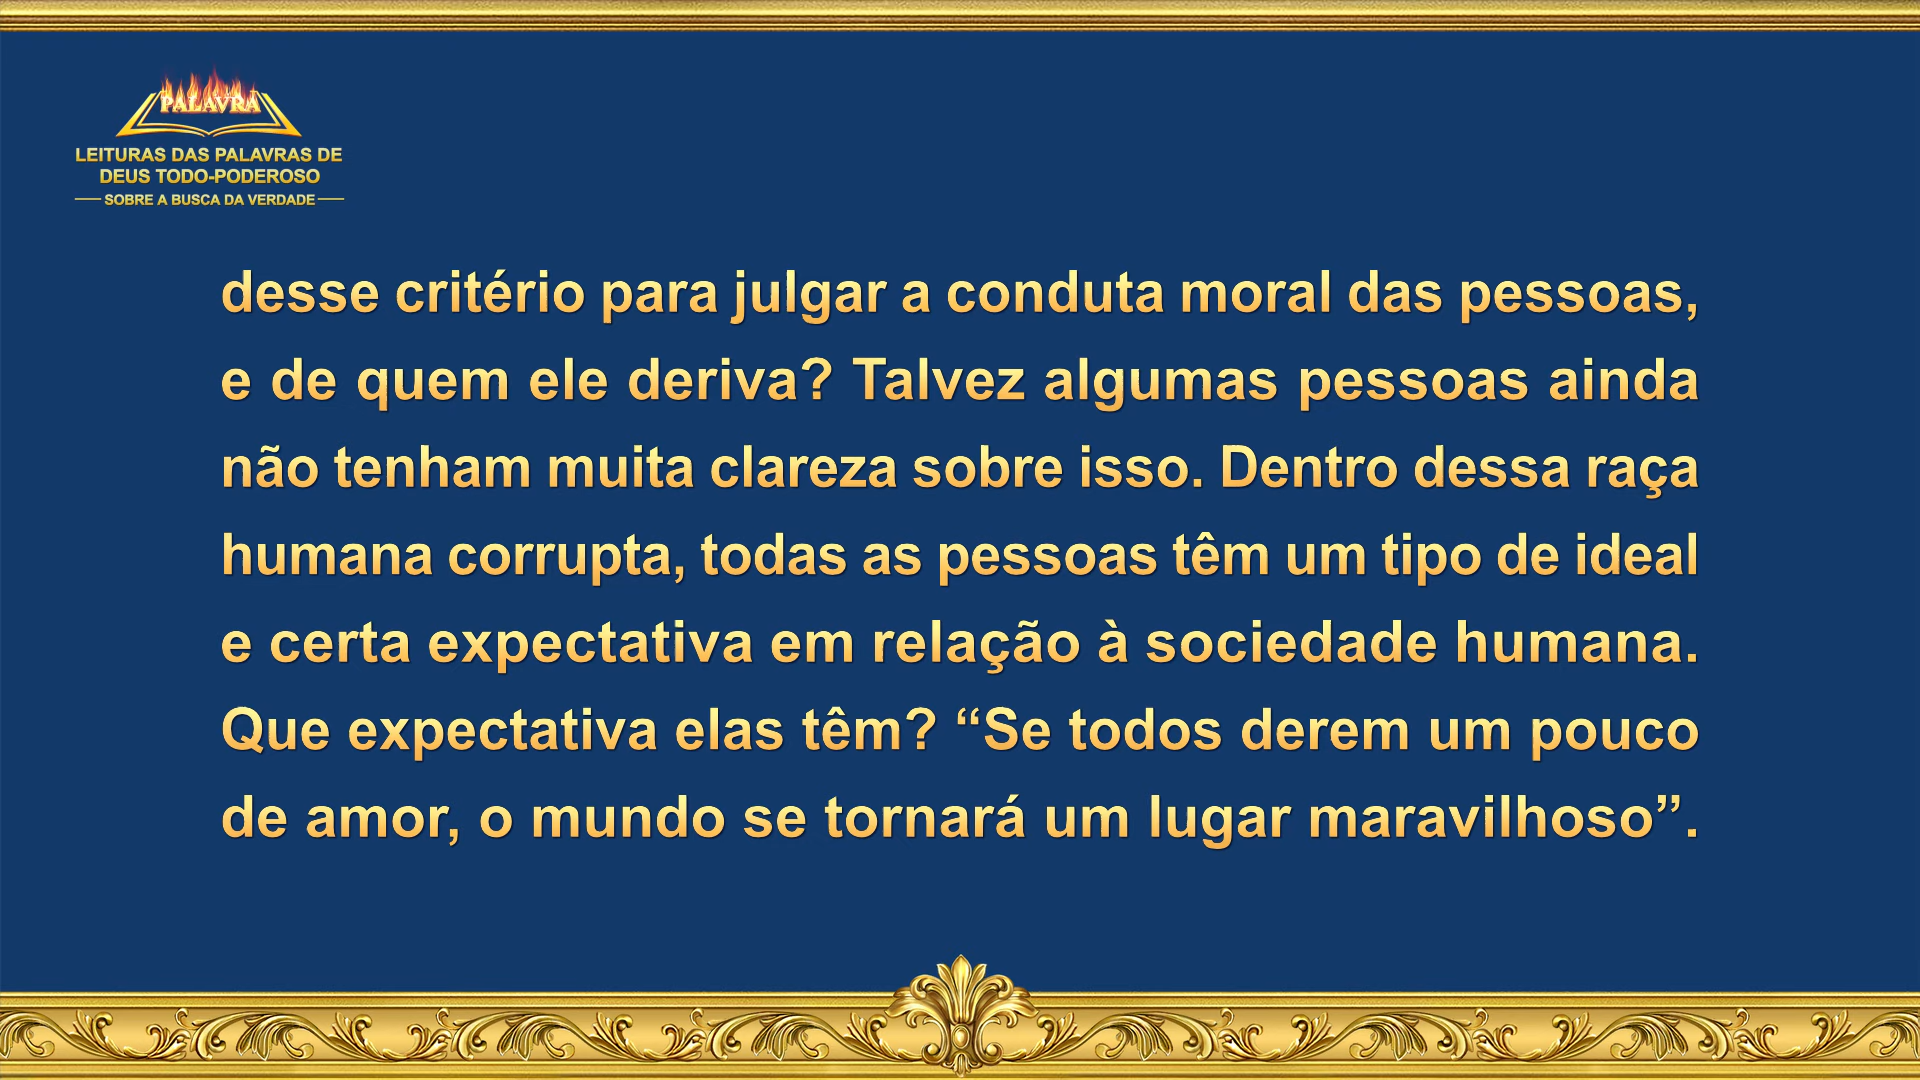 PALAVRA
LEITURAS DAS PALAVRAS DE
DEUS TODO-PODEROSO
SOBRE A BUSCA DA VERDADE
desse critério para julgar a conduta moral das pessoas,
e de quem ele deriva? Talvez algumas pessoas ainda
não tenham muita clareza sobre isso. Dentro dessa raça
humana corrupta, todas as pessoas têm um tipo de ideal
e certa expectativa em relação à sociedade humana.
Que expectativa elas têm? “Se todos derem um pouco
de amor, o mundo se tornará um lugar maravilhoso”.